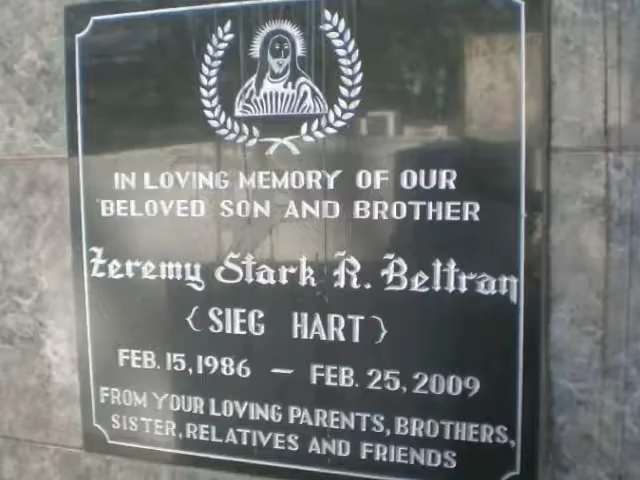 IN LOVING MEMORY OF OUR
BELOVED SON AND BROTHER
Zeremy Stark R. Beltran
{SIEG HART}
FEB. 15, 1986 — FEB. 25, 2009
FROM YOUR LOVING PARENTS, BROTHERS,
SISTER, RELATIVES AND FRIENDS